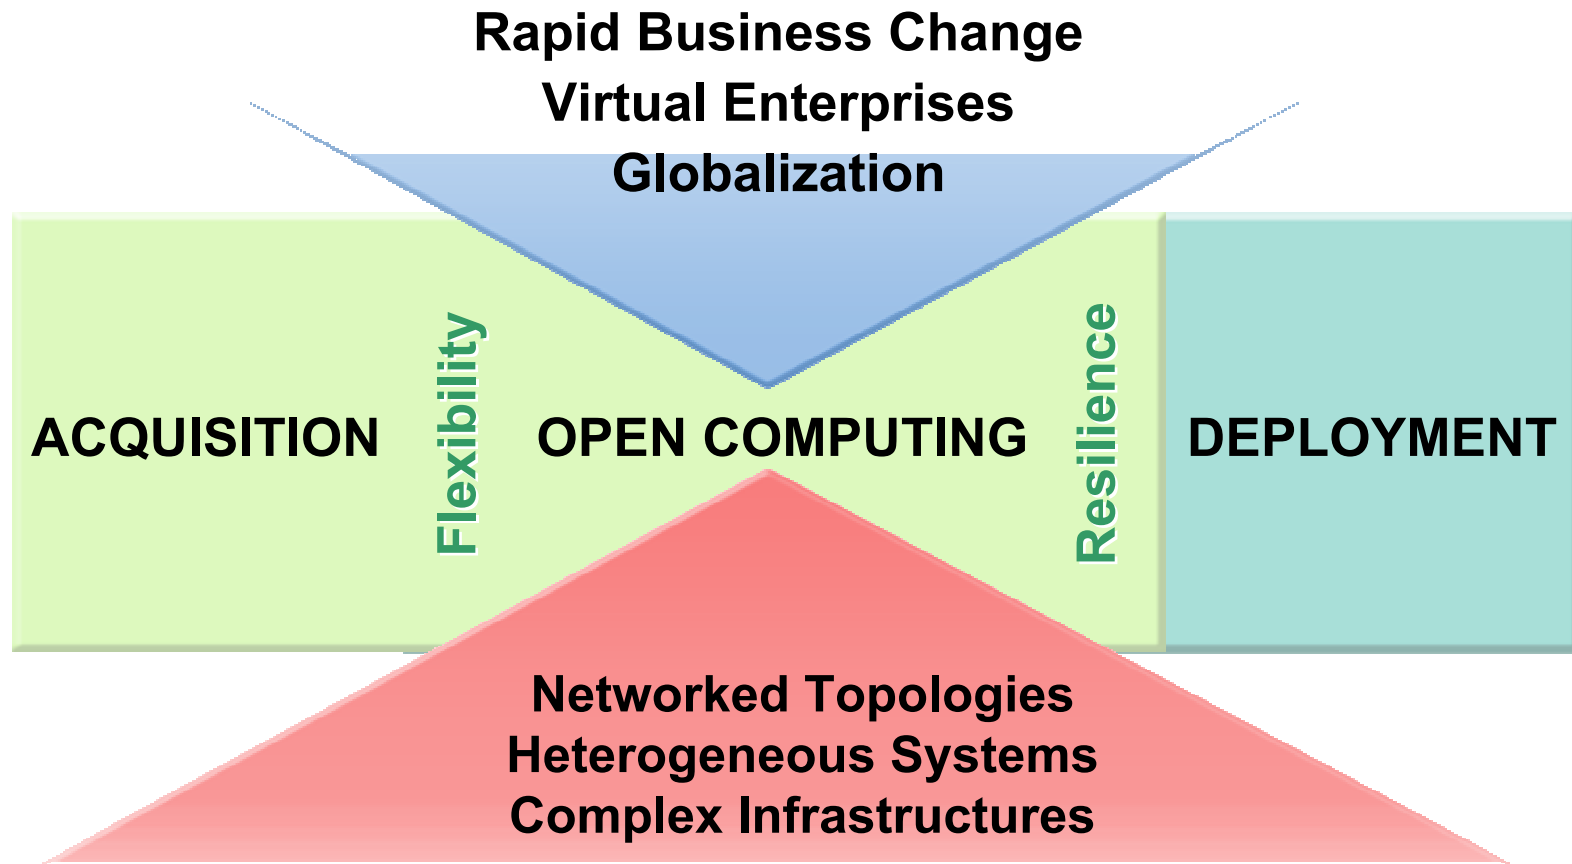 Rapid Business Change
Virtual Enterprises
Globalization
ACQUISITION
Flexibility
OPEN COMPUTING
Resilience
DEPLOYMENT
Networked Topologies
Heterogeneous Systems
Complex Infrastructures